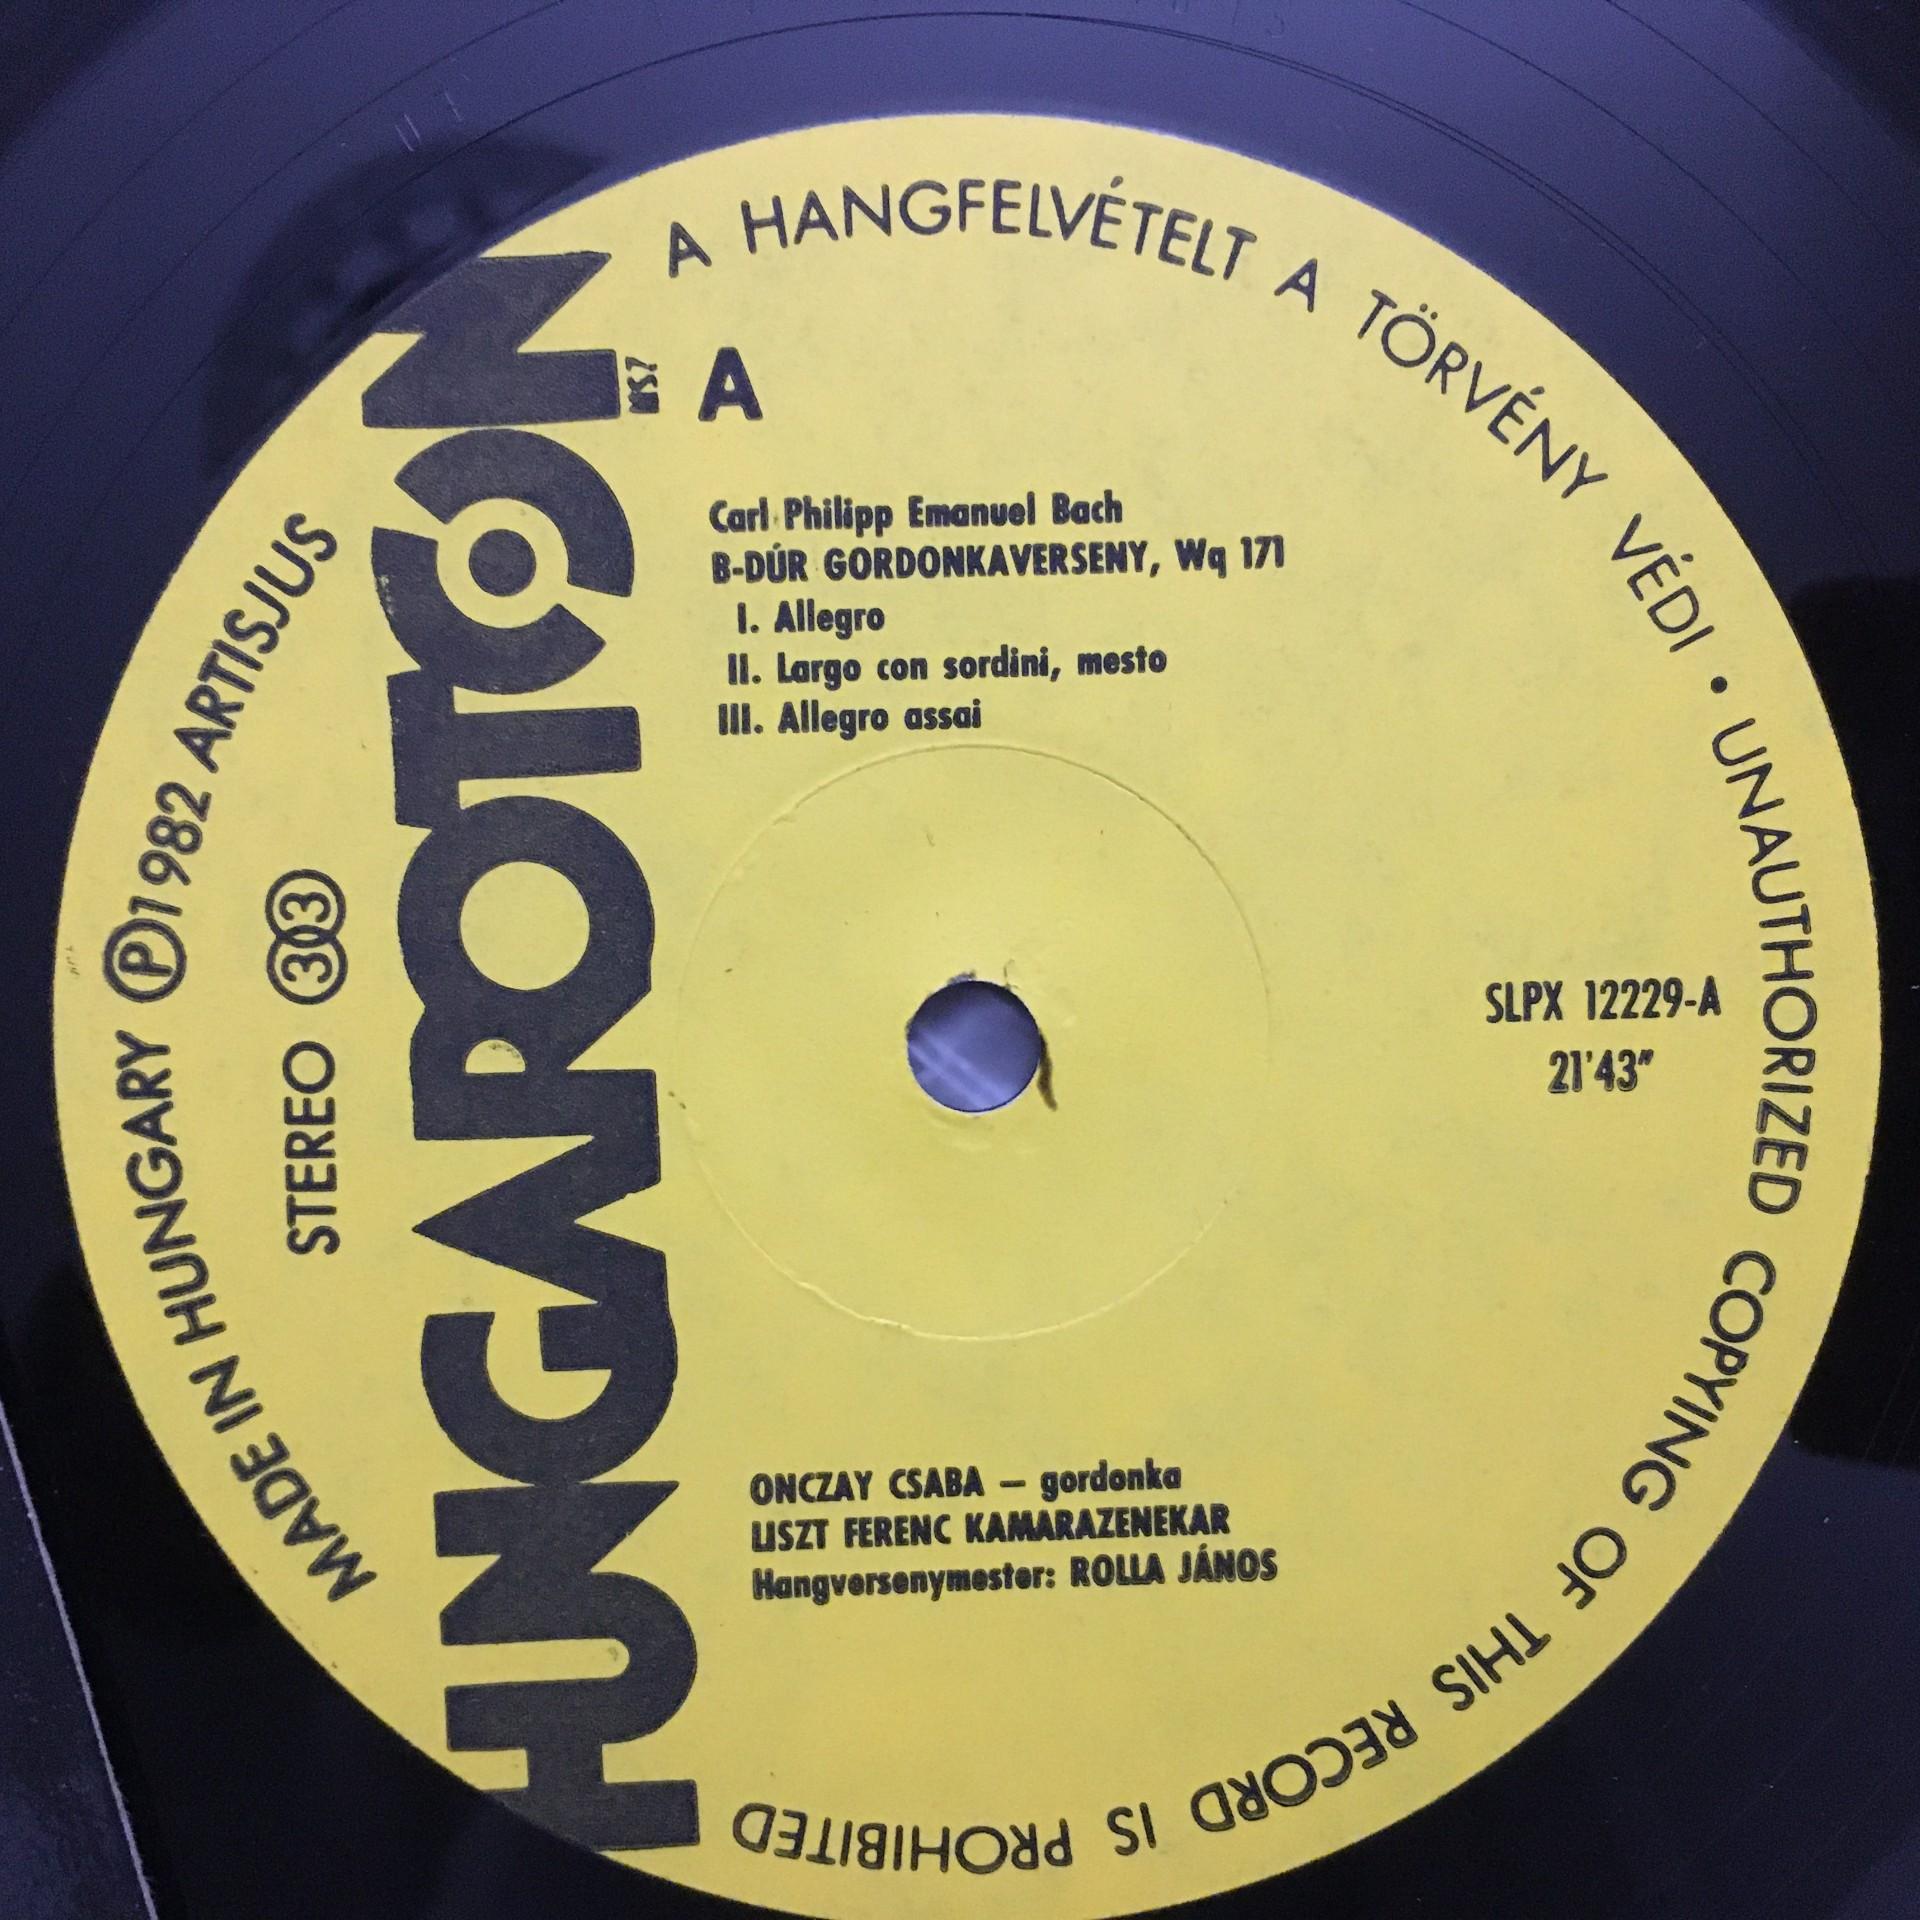 A HANGFELVÉTELT A TÖRVÉNY VÉDI • UNAUTHORIZED COPYING OF THIS RECORD IS PROHIBITED
MADE IN HUNGARY Ⓟ 1982 ARTISJUS
STEREO 33
HUNGAROTON
A
Carl Philipp Emanuel Bach
B-DÚR GORDONKAVERSENY, Wq 171
I. Allegro
II. Largo con sordini, mesto
III. Allegro assai
SLPX 12229-A
21'43"
ONCZAY CSABA – gordonka
LISZT FERENC KAMARAZENEKAR
Hangversenymester: ROLLA JÁNOS